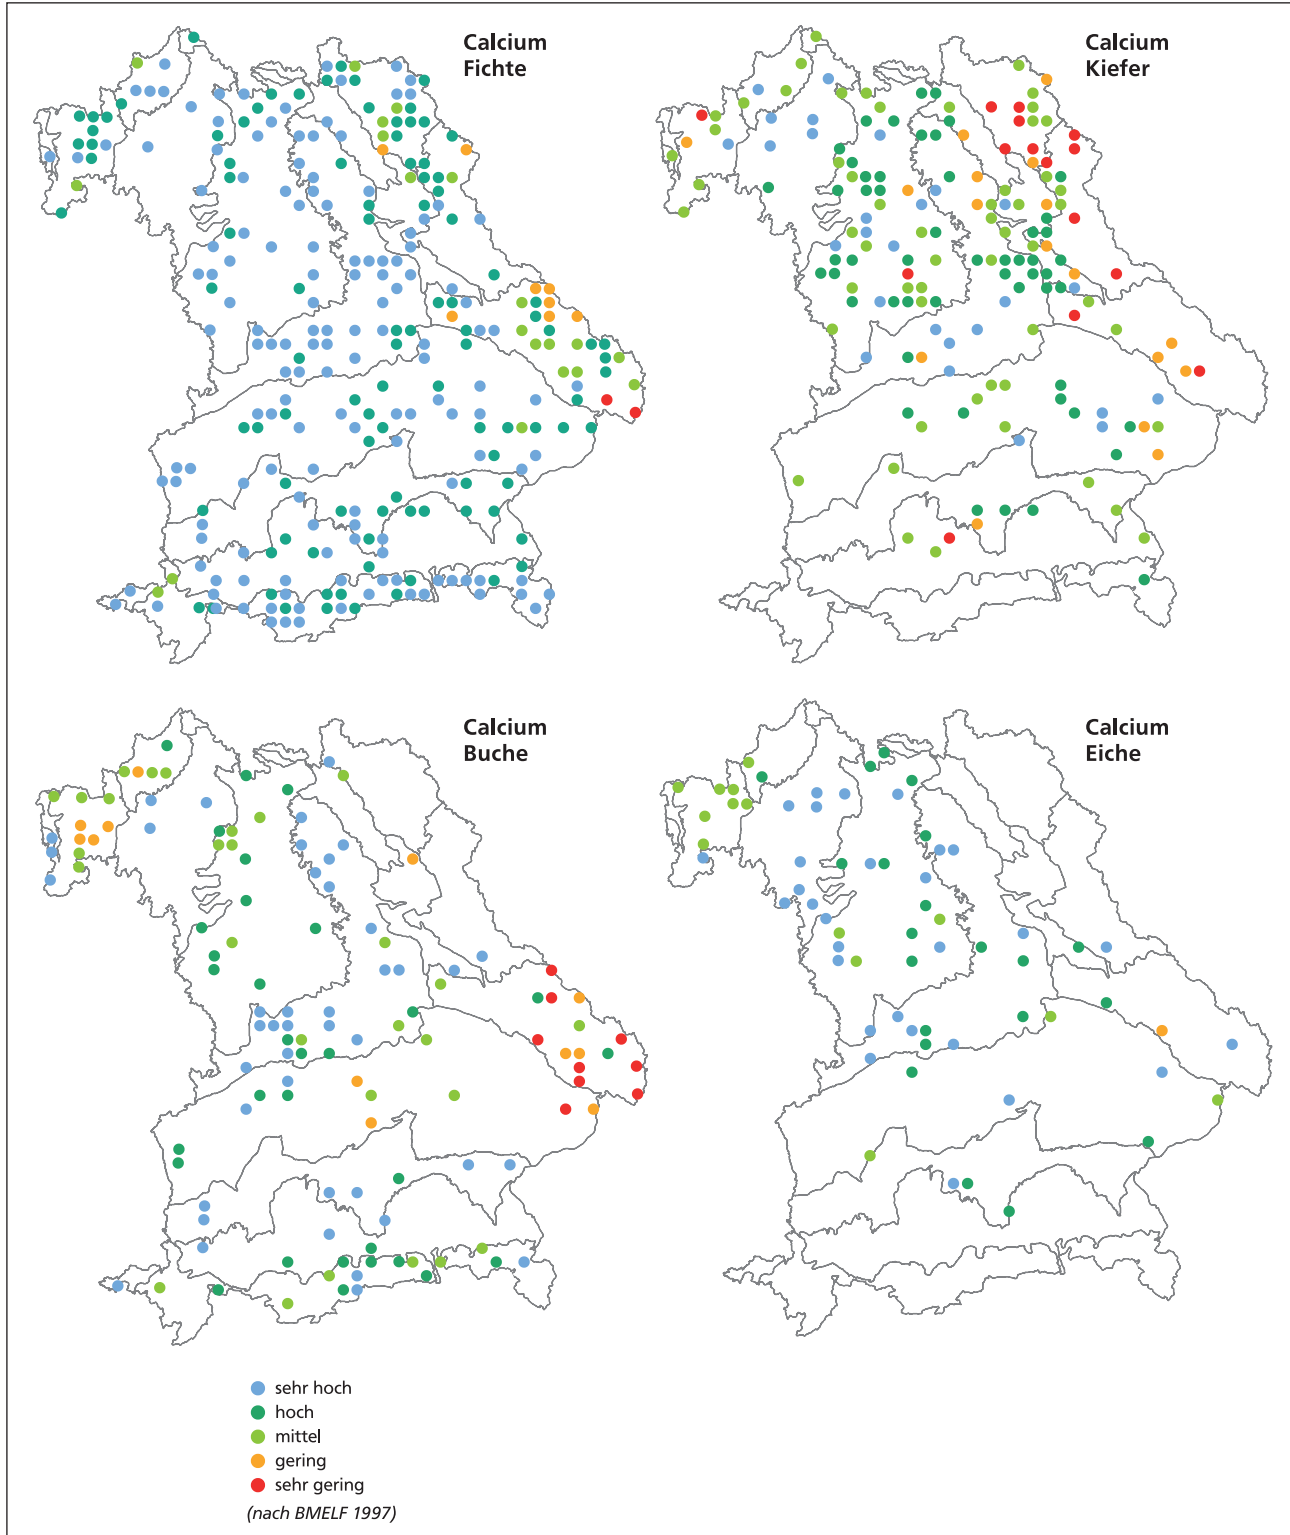 Calcium
Fichte
Calcium
Kiefer
Calcium
Buche
Calcium
Eiche
sehr hoch
hoch
mittel
gering
sehr gering
(nach BMELF 1997)